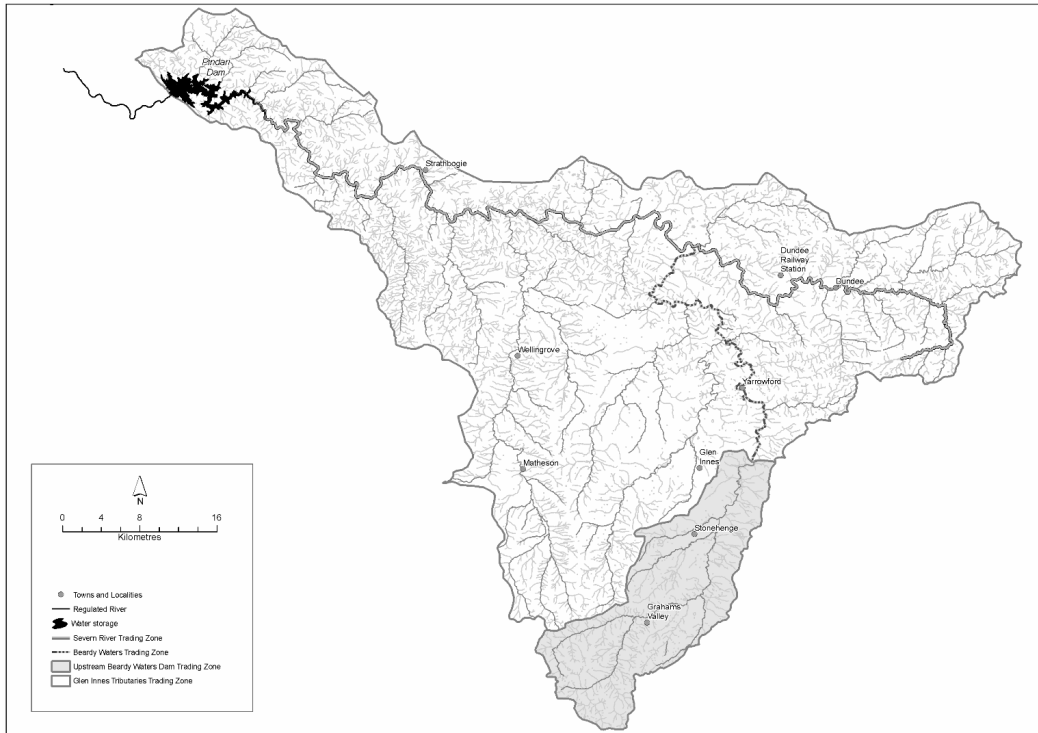 Pindari
Dam
Strathbogie
Dundee
Railway
Station
Dundee
Wellingrove
Yarrowford
Glen
Innes
Matheson
Stonehenge
Grahams
Valley
N
0 4 8 16
Kilometres
Towns and Localities
Regulated River
Water storage
Severn River Trading Zone
Beardy Waters Trading Zone
Upstream Beardy Waters Dam Trading Zone
Glen Innes Tributaries Trading Zone